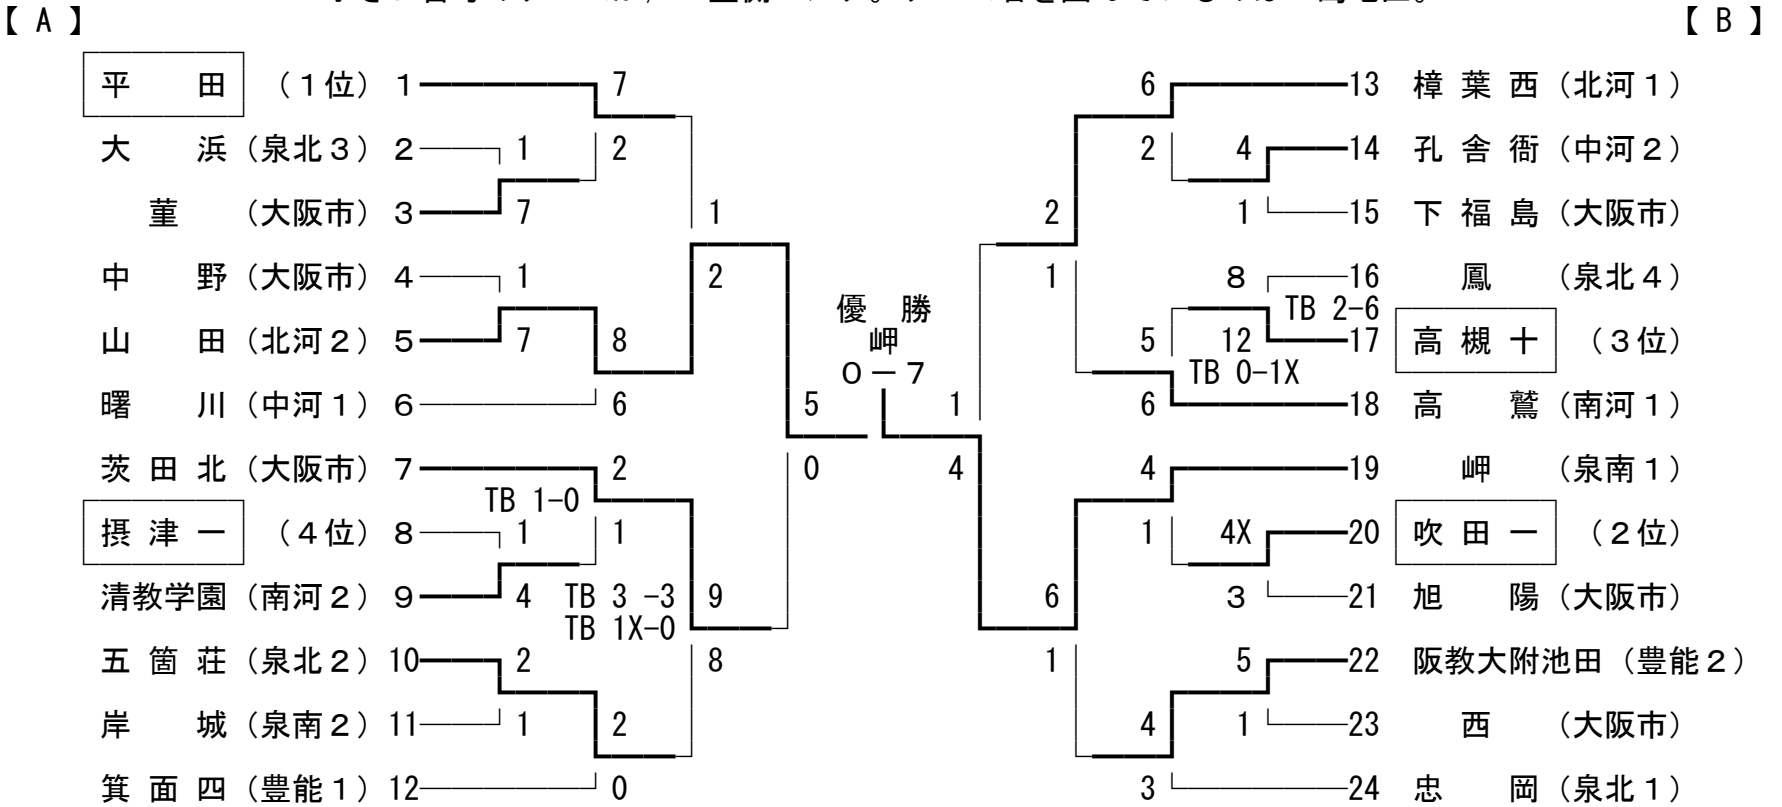 【 A 】
【 B 】
平 田 (1位) 1 7 6 13 樟 葉 西 (北河1)
大 浜 (泉北3) 2 1 2 2 4 14 孔 舎 衙 (中河2)
菫 (大阪市) 3 7 1 2 1 15 下 福 島 (大阪市)
中 野 (大阪市) 4 1 2 1 8 16 鳳 (泉北4)
優 勝 TB 2-6
山 田 (北河2) 5 7 8 岬 5 12 17 高 槻 十 (3位)
0-7 TB 0-1X
曙 川 (中河1) 6 6 5 1 6 18 高 鷲 (南河1)
茨 田 北 (大阪市) 7 2 0 4 4 19 岬 (泉南1)
TB 1-0
摂 津 一 (4位) 8 1 1 1 4X 20 吹 田 一 (2位)
清教学園 (南河2) 9 4 TB 3 -3 9 6 3 21 旭 陽 (大阪市)
TB 1X-0
五 箇 荘 (泉北2) 10 2 8 1 5 22 阪教大附池田 (豊能2)
岸 城 (泉南2) 11 1 2 4 1 23 西 (大阪市)
箕 面 四 (豊能1) 12 0 3 24 忠 岡 (泉北1)